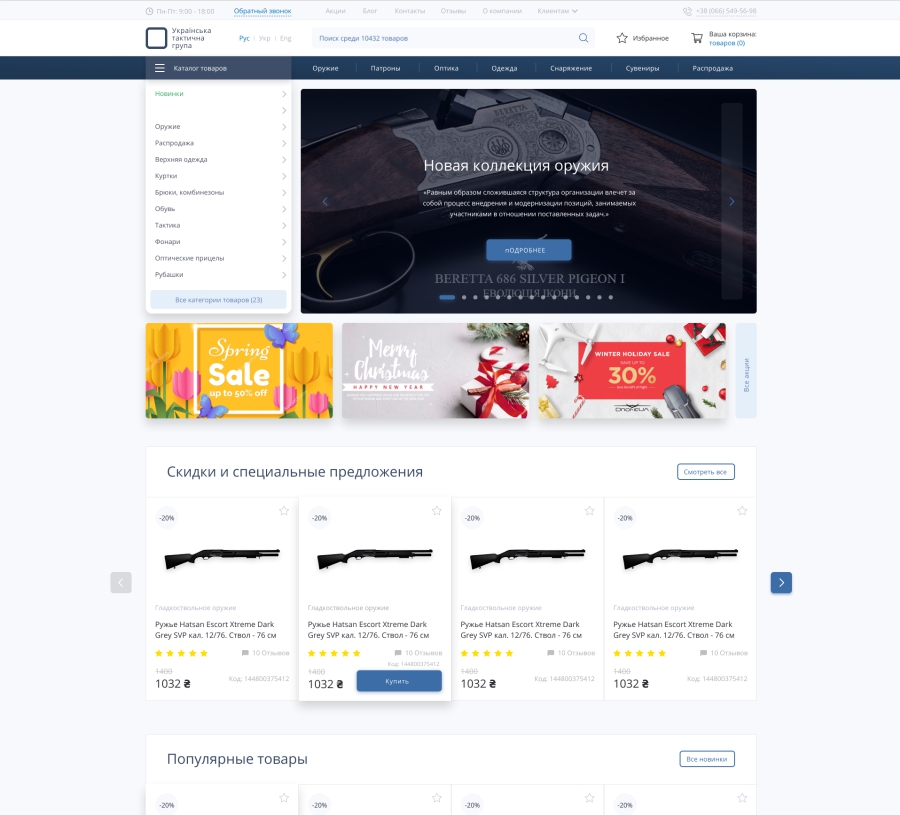 Пн-Пт: 9:00 - 18:00 Обратный звонок Акции Блог Контакты Отзывы О компании Клиентам +38 (066) 549-56-98
Українська
тактична
група
Рус Укр Eng
Поиск среди 10432 товаров
Избранное
Ваша корзина:
товаров (0)
Каталог товаров
Оружие Патроны Оптика Одежда Снаряжение Сувениры Распродажа
Новинки
Оружие
Распродажа
Верхняя одежда
Куртки
Брюки, комбинезоны
Обувь
Тактика
Фонари
Оптические прицелы
Рубашки
Все категории товаров (23)
Новая коллекция оружия
«Равным образом сложившаяся структура организации влечет за
собой процесс внедрения и модернизации позиций, занимаемых
участниками в отношении поставленных задач.»
пОДРОБНЕЕ
BERETTA 686 SILVER PIGEON I
ЕВОЛЮЦІЯ ІКОНИ
Spring
Sale
up to 50% off
Merry
Christmas
HAPPY NEW YEAR
WINTER HOLIDAY SALE
SAVE UP TO
30%
Все акции
Скидки и специальные предложения
Смотреть все
-20% -20% -20% -20%
Гладкоствольное оружие Гладкоствольное оружие Гладкоствольное оружие Гладкоствольное оружие
Ружье Hatsan Escort Xtreme Dark Ружье Hatsan Escort Xtreme Dark Ружье Hatsan Escort Xtreme Dark Ружье Hatsan Escort Xtreme Dark
Grey SVP кал. 12/76. Ствол - 76 см Grey SVP кал. 12/76. Ствол - 76 см Grey SVP кал. 12/76. Ствол - 76 см Grey SVP кал. 12/76. Ствол - 76 см
10 Отзывов 10 Отзывов 10 Отзывов 10 Отзывов
Код: 144800375412
1400 1400 1400 1400
1032 ₴ Код: 144800375412 1032 ₴ Купить 1032 ₴ Код: 144800375412 1032 ₴ Код: 144800375412
Популярные товары
Все новинки
-20% -20% -20% -20%